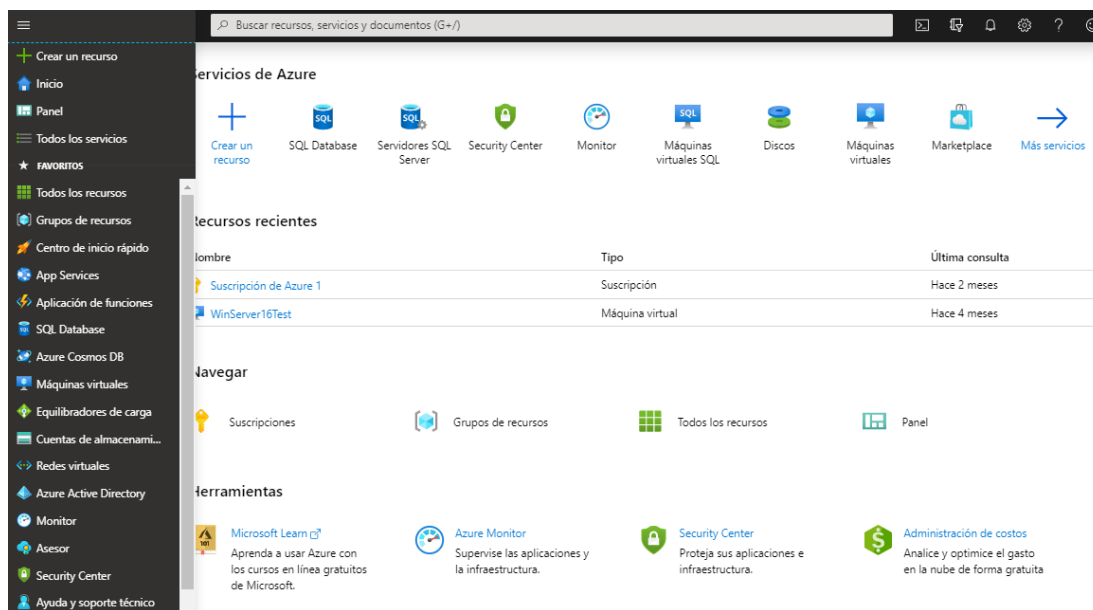 Buscar recursos, servicios y documentos (G+/)
Crear un recurso
Inicio
Panel
Todos los servicios
FAVORITOS
Todos los recursos
Grupos de recursos
Centro de inicio rápido
App Services
Aplicación de funciones
SQL Database
Azure Cosmos DB
Máquinas virtuales
Equilibradores de carga
Cuentas de almacenami...
Redes virtuales
Azure Active Directory
Monitor
Asesor
Security Center
Ayuda y soporte técnico
Servicios de Azure
Crear un
recurso
SQL
SQL Database
SQL
Servidores SQL
Server
Security Center
Monitor
SQL
Máquinas
virtuales SQL
Discos
Máquinas
virtuales
Marketplace
Más servicios
Recursos recientes
Nombre Tipo Última consulta
Suscripción de Azure 1 Suscripción Hace 2 meses
WinServer16Test Máquina virtual Hace 4 meses
Navegar
Suscripciones Grupos de recursos Todos los recursos Panel
Herramientas
101
Microsoft Learn
Aprenda a usar Azure con
los cursos en línea gratuitos
de Microsoft.
Azure Monitor
Supervise las aplicaciones y
la infraestructura.
Security Center
Proteja sus aplicaciones e
infraestructura.
Administración de costos
Analice y optimice el gasto
en la nube de forma gratuita